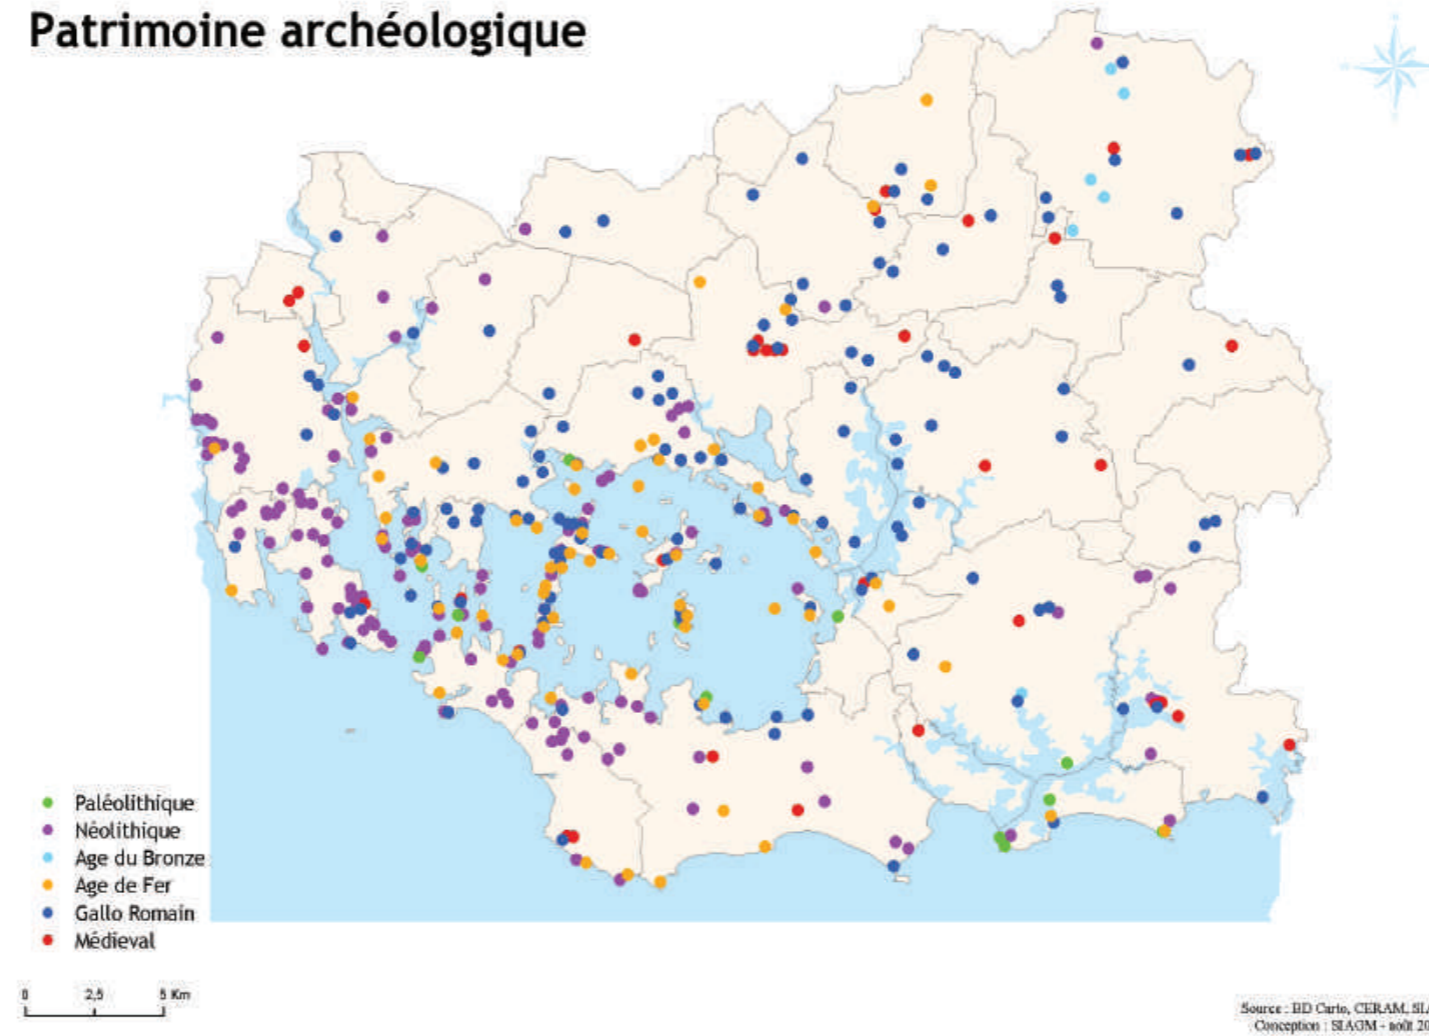 Patrimoine archéologique
Paléolithique
Néolithique
Age du Bronze
Age de Fer
Gallo Romain
Médieval
0 2,5 5 Km
Source : BD Carto, CERAM,
Conception : SIAGM - août